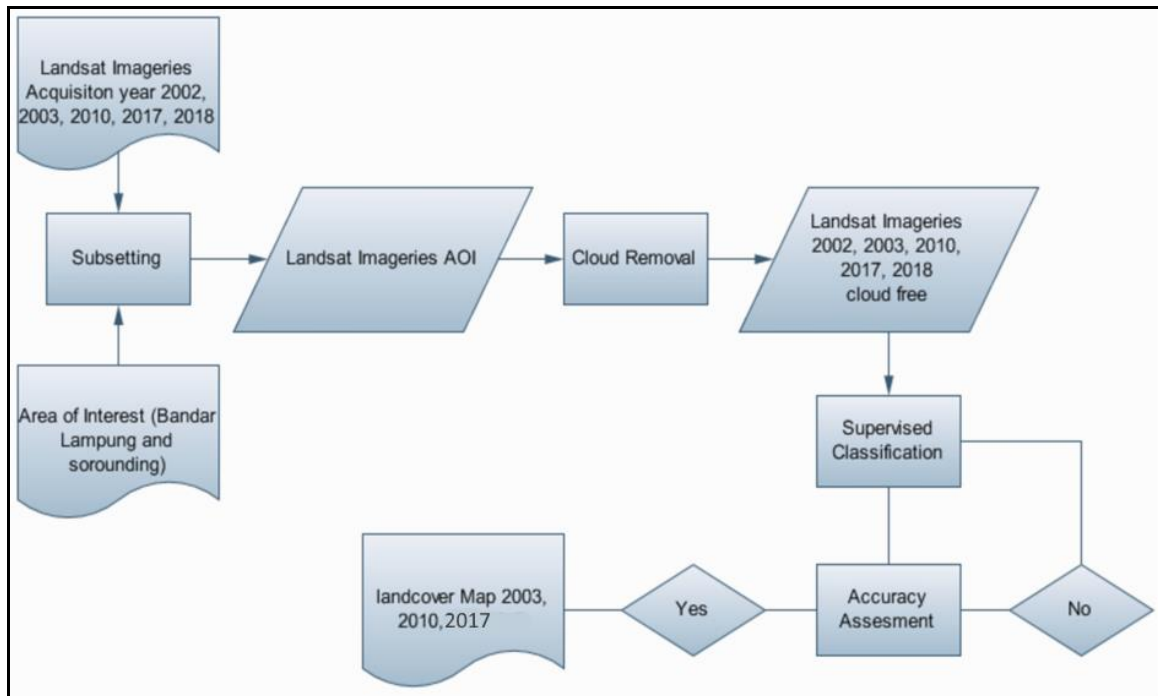 Landsat Imageries
Acquisiton year 2002,
2003, 2010, 2017, 2018
Subsetting
Landsat Imageries AOI
Cloud Removal
Landsat Imageries
2002, 2003, 2010,
2017, 2018
cloud free
Area of Interest (Bandar
Lampung and
sorounding)
Supervised
Classification
landcover Map 2003,
2010,2017
Yes
Accuracy
Assesment
No